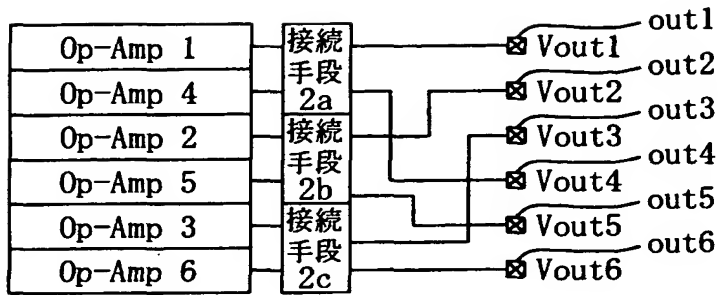 Op-Amp 1
Op-Amp 4
Op-Amp 2
Op-Amp 5
Op-Amp 3
Op-Amp 6
接続
手段
2a
接続
手段
2b
接続
手段
2c
Vout1
Vout2
Vout3
Vout4
Vout5
Vout6
out1
out2
out3
out4
out5
out6